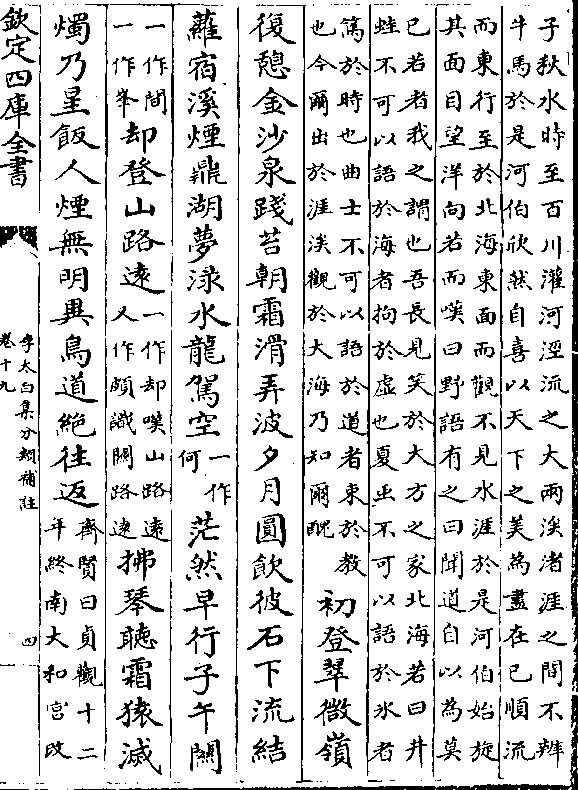 子秋水時至百川灌河涇流之大兩涘渚涯之間不辨
牛馬於是河伯欣然自喜以天下之美為盡在已順流
而東行至於北海東面而觀不見水涯於是河伯始旋
其面目望洋向若而嘆曰野語有之曰聞道自以為莫
已若者我之謂也吾長見笑於大方之家北海若曰井
蛙不可以語於海者拘於虛也夏虫不可以語於氷者
篤於時也曲士不可以語於道者束於教
也今爾出於涯涘觀於大海乃知爾醜
初登翠微嶺
復憩金沙泉踐苔朝霜滑弄波夕月圓飲彼石下流結
蘿宿溪煙鼎湖夢淥水龍駕空一作何茫然早行子午關
一作間一作峯却登山路遠一作却嘆山路遠又作頗識關路遠拂琴聽霜猿滅
燭乃星飯人煙無明異鳥道絕往返齊賢曰貞觀十二年終南大和宮改
欽定四庫全書
李太白集分類補註
卷十九
四